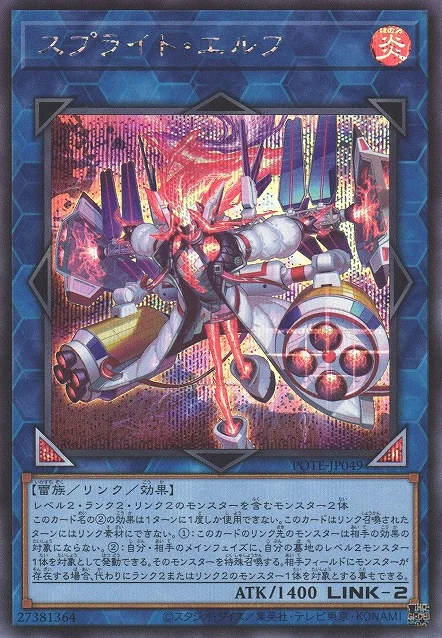 スプライト・エルフ
炎
POTE-JP049
【雷族／リンク／効果】
レベル２・ランク２・リンク２のモンスターを含むモンスター２体
このカード名の②の効果は１ターンに１度しか使用できない。このカードはリンク召喚された
ターンにはリンク素材にできない。①：このカードのリンク先のモンスターは相手の効果の
対象にならない。②：自分・相手のメインフェイズに、自分の墓地のレベル２モンスター
１体を対象として発動できる。そのモンスターを特殊召喚する。相手フィールドにモンスターが
存在する場合、代わりにランク２またはリンク２のモンスター１体を対象とする事もできる。
ATK/1400 LINK-2
27381364
©スタジオ・ダイス／集英社・テレビ東京・KONAMI